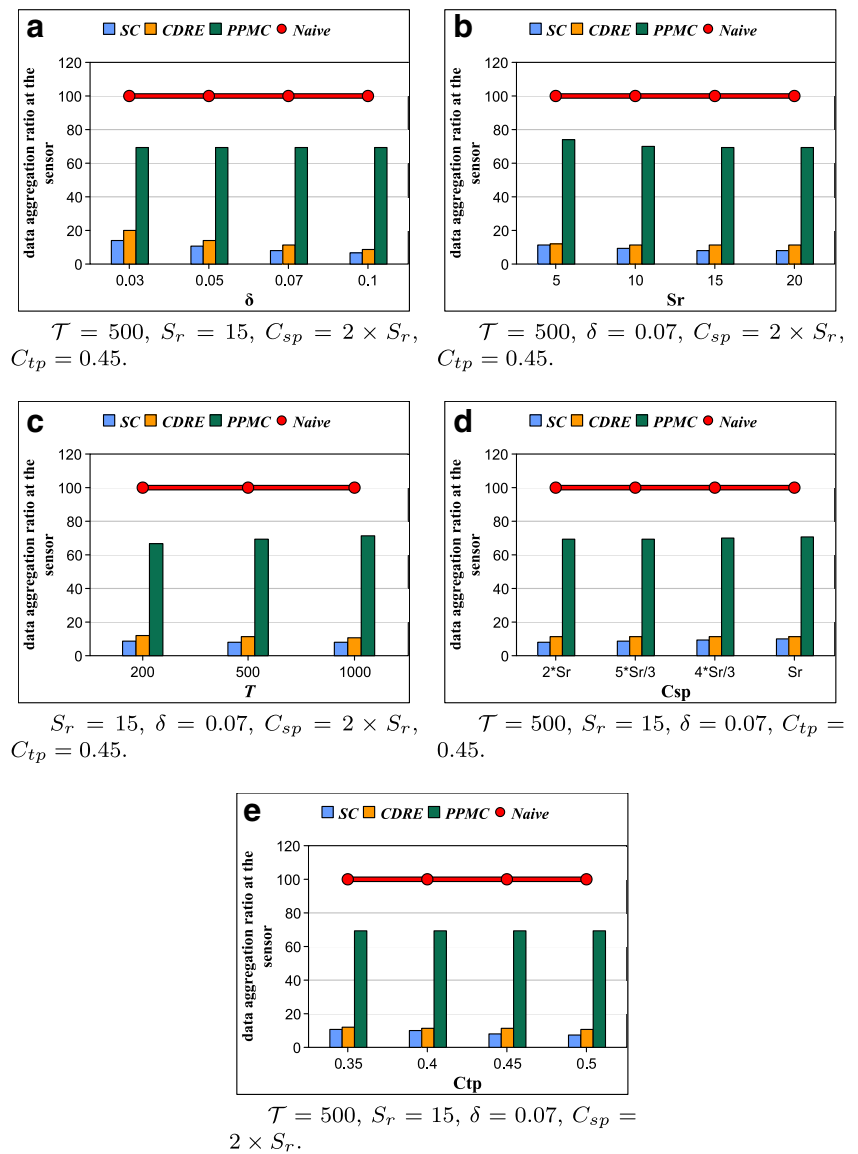 a
SC CDRE PPMC Naive
data aggregation ratio at the
sensor
120
100
80
60
40
20
0
0.03 0.05 0.07 0.1
δ
𝒯 = 500, S_r = 15, C_sp = 2 × S_r,
C_tp = 0.45.
b
SC CDRE PPMC Naive
data aggregation ratio at the
sensor
120
100
80
60
40
20
0
5 10 15 20
Sr
𝒯 = 500, δ = 0.07, C_sp = 2 × S_r,
C_tp = 0.45.
c
SC CDRE PPMC Naive
data aggregation ratio at the
sensor
120
100
80
60
40
20
0
200 500 1000
T
S_r = 15, δ = 0.07, C_sp = 2 × S_r,
C_tp = 0.45.
d
SC CDRE PPMC Naive
data aggregation ratio at the
sensor
120
100
80
60
40
20
0
2*Sr 5*Sr/3 4*Sr/3 Sr
Csp
𝒯 = 500, S_r = 15, δ = 0.07, C_tp =
0.45.
e
SC CDRE PPMC Naive
data aggregation ratio at the
sensor
120
100
80
60
40
20
0
0.35 0.4 0.45 0.5
Ctp
𝒯 = 500, S_r = 15, δ = 0.07, C_sp =
2 × S_r.